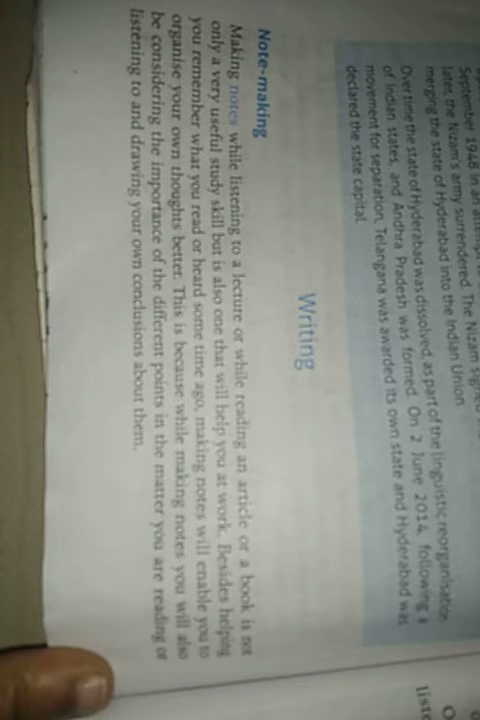 September 1948 in an
later, the Nizam's army surrendered. The Nizam signed
merging the state of Hyderabad into the Indian Union.
Over time the state of Hyderabad was dissolved, as part of the linguistic reorganisation
of Indian states, and Andhra Pradesh was formed. On 2 June 2014, following a
movement for separation, Telangana was awarded its own state and Hyderabad was
declared the state capital.
Writing
Note-making
Making notes while listening to a lecture or while reading an article or a book is not
only a very useful study skill but is also one that will help you at work. Besides helping
you remember what you read or heard some time ago, making notes will enable you to
organise your own thoughts better. This is because while making notes you will also
be considering the importance of the different points in the matter you are reading or
listening to and drawing your own conclusions about them.